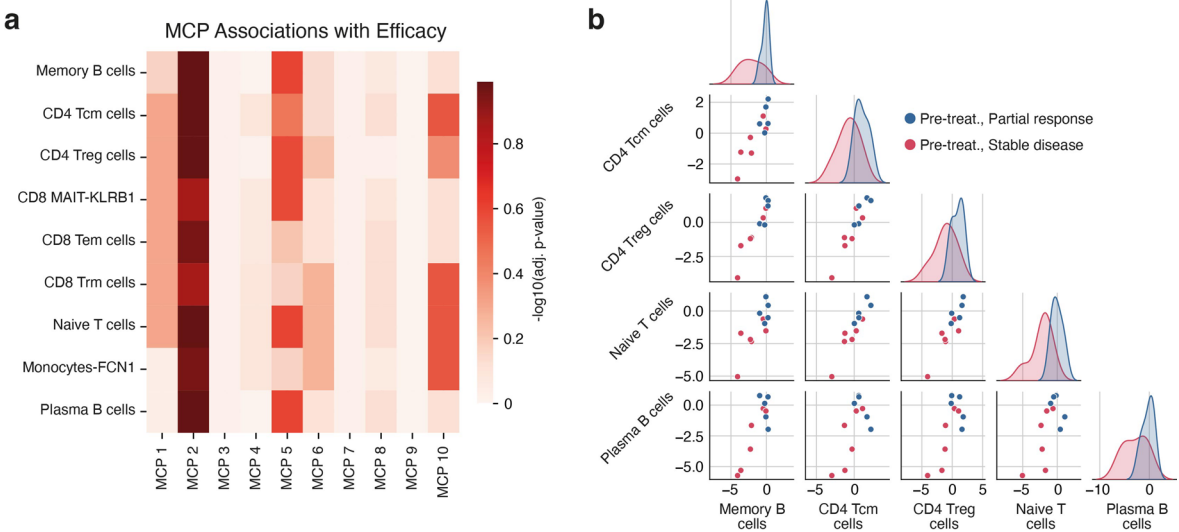 a
MCP Associations with Efficacy
Memory B cells
CD4 Tcm cells
CD4 Treg cells
CD8 MAIT-KLRB1
CD8 Tem cells
CD8 Trm cells
Naive T cells
Monocytes-FCN1
Plasma B cells
MCP 1
MCP 2
MCP 3
MCP 4
MCP 5
MCP 6
MCP 7
MCP 8
MCP 9
MCP 10
0.8
0.6
0.4
0.2
0
-log10(adj. p-value)
b
Pre-treat., Partial response
Pre-treat., Stable disease
CD4 Tcm cells
2
0
−2
CD4 Treg cells
0.0
−2.5
Naive T cells
0.0
−2.5
−5.0
Plasma B cells
0.0
−2.5
−5.0
−5 0
−5 0
−5 0 5
−5 0
−10 0
Memory B cells
CD4 Tcm cells
CD4 Treg cells
Naive T cells
Plasma B cells